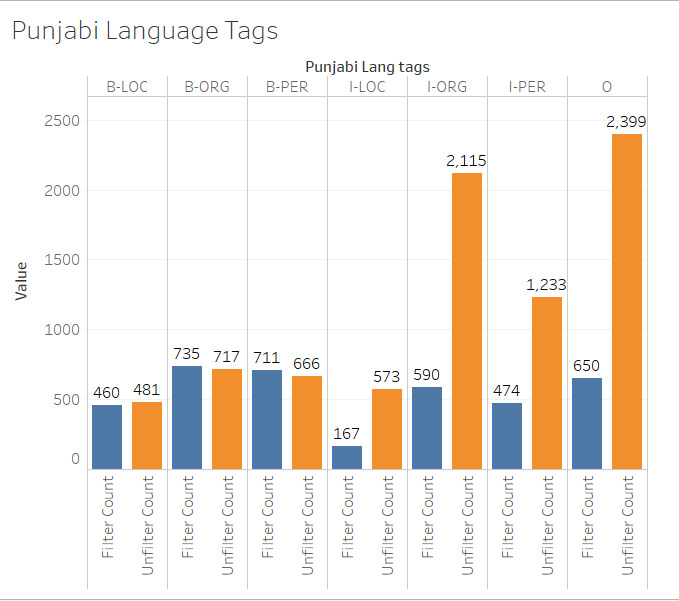 Punjabi Language Tags
Punjabi Lang tags
B-LOC B-ORG B-PER I-LOC I-ORG I-PER O
2500
2000
1500
1000
500
0
Value
460 481 735 717 711 666 167 573 590 2,115 474 1,233 650 2,399
Filter Count Unfilter Count Filter Count Unfilter Count Filter Count Unfilter Count Filter Count Unfilter Count Filter Count Unfilter Count Filter Count Unfilter Count Filter Count Unfilter Count